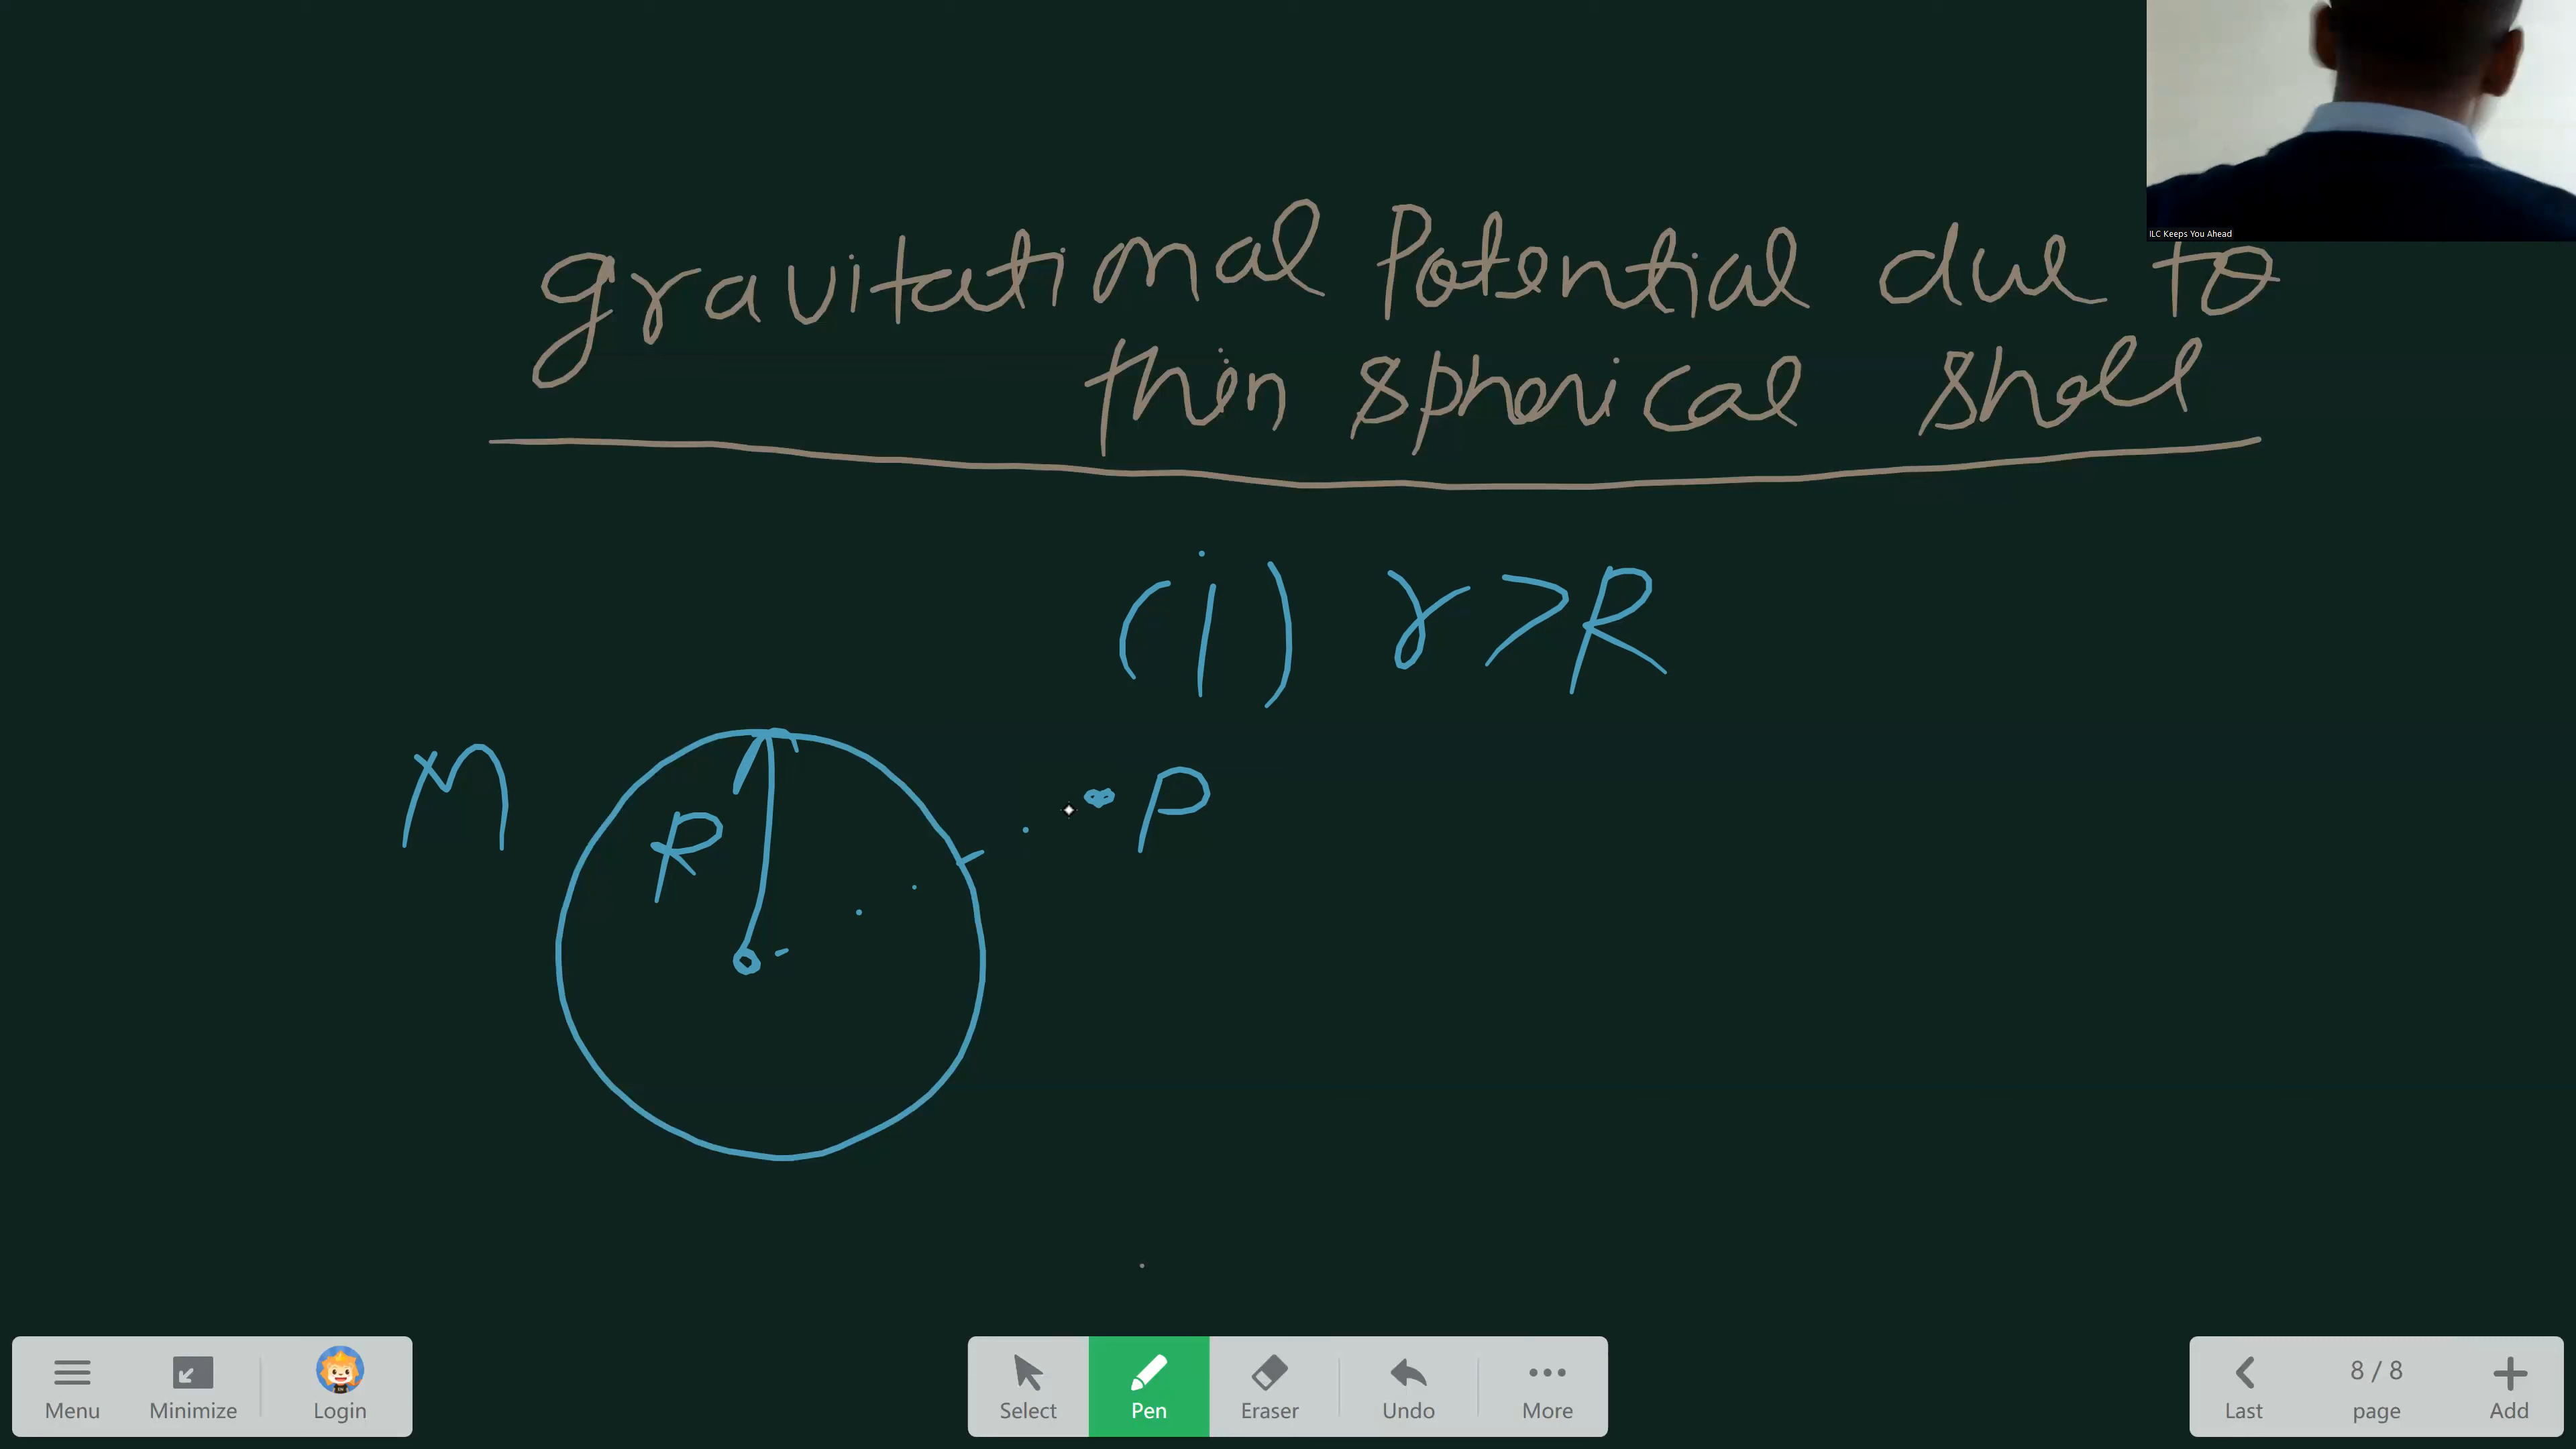 ILC Keeps You Ahead
gravitational Potential due to
thin spherical shell
(i) r>R
M
R
P
Menu
Minimize
Login
Select
Pen
Eraser
Undo
More
Last
8 / 8
page
Add